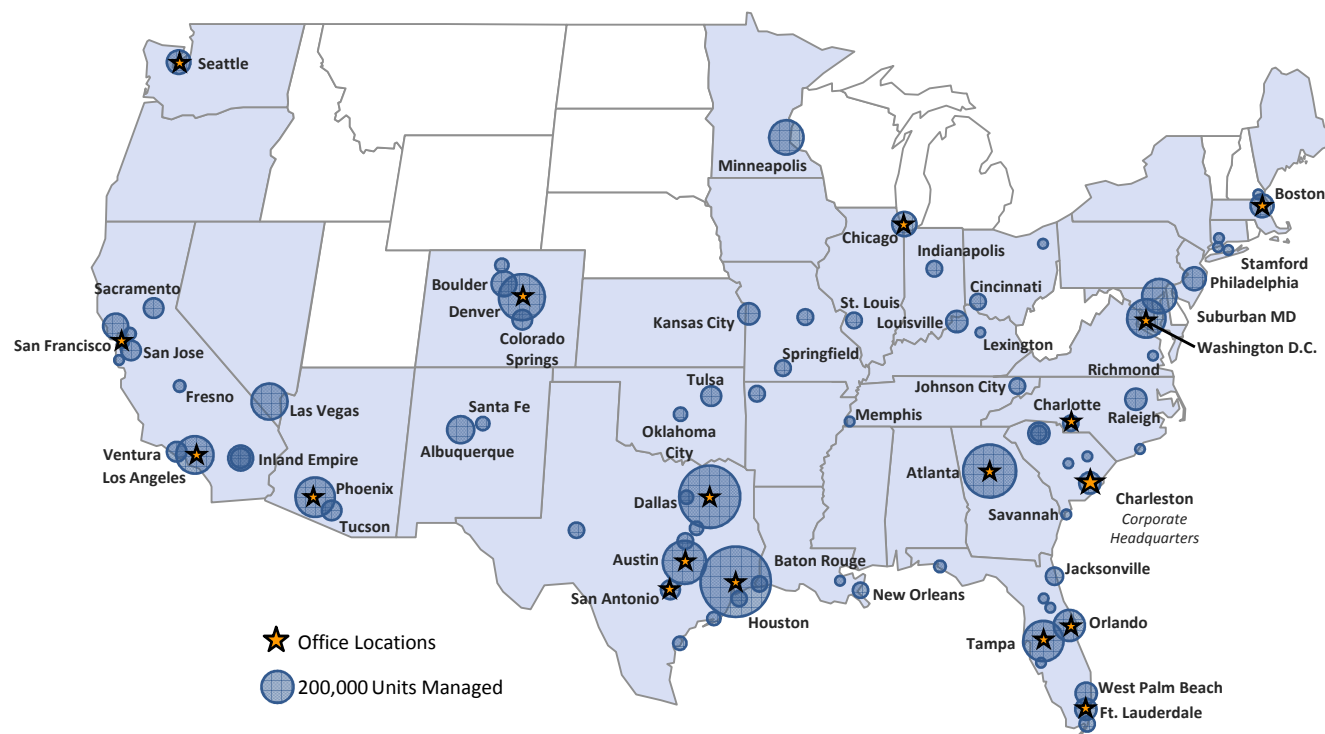 Seattle
Minneapolis
Boston
Chicago
Indianapolis
Stamford
Philadelphia
Boulder
Denver
Colorado
Springs
Sacramento
San Francisco
San Jose
Fresno
Kansas City
St. Louis
Cincinnati
Louisville
Lexington
Suburban MD
Washington D.C.
Springfield
Richmond
Las Vegas
Santa Fe
Albuquerque
Tulsa
Oklahoma
City
Memphis
Johnson City
Charlotte
Raleigh
Ventura
Los Angeles
Inland Empire
Phoenix
Tucson
Dallas
Atlanta
Savannah
Charleston
Corporate
Headquarters
Austin
San Antonio
Baton Rouge
Houston
New Orleans
Jacksonville
Orlando
Tampa
West Palm Beach
Ft. Lauderdale
Office Locations
200,000 Units Managed